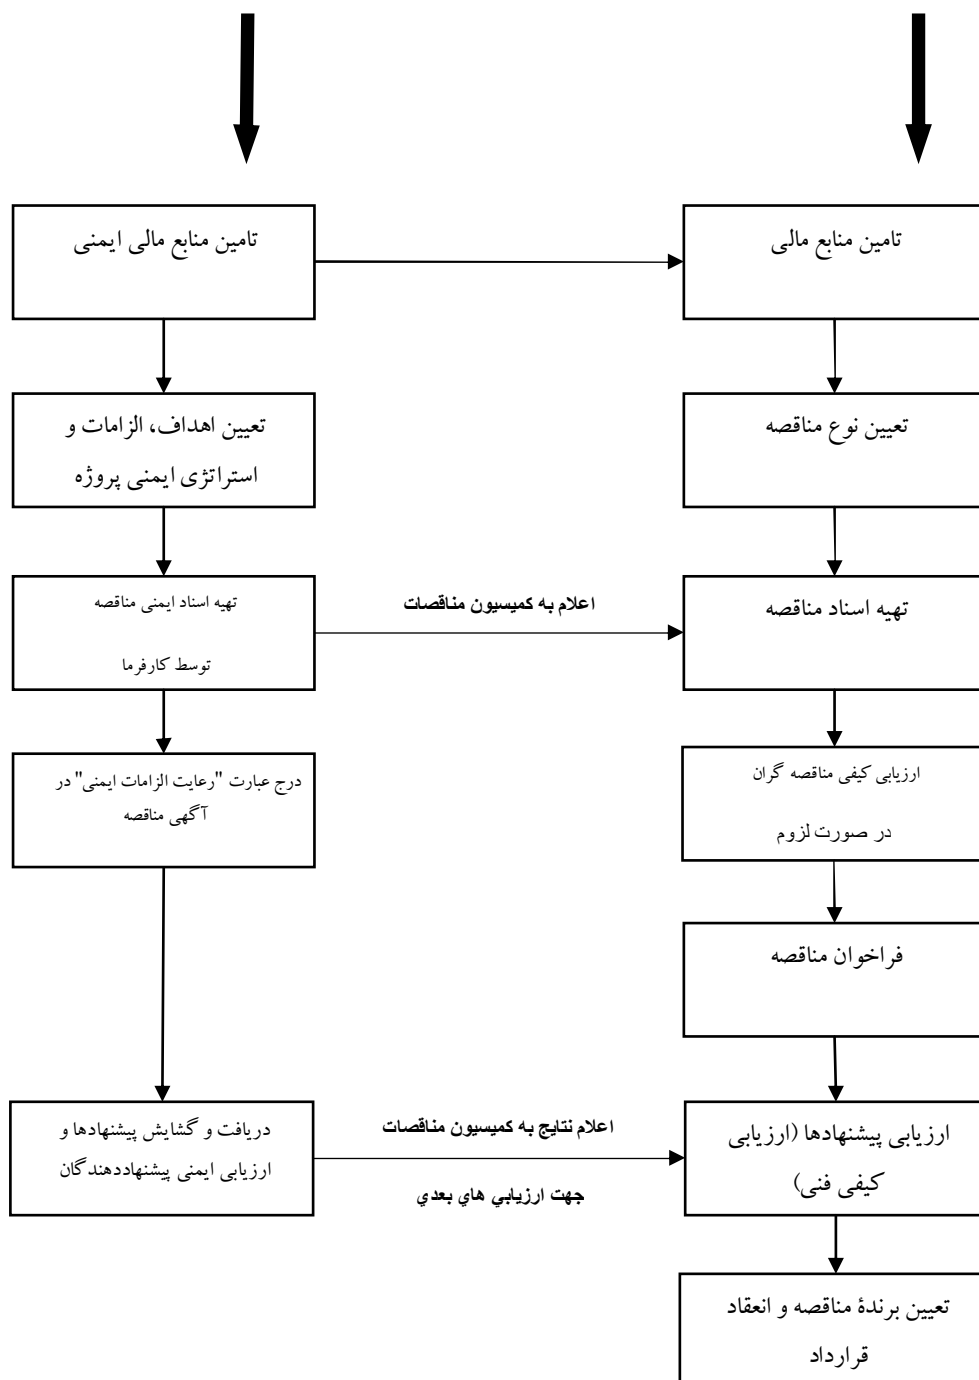 تامین منابع مالی
تامین منابع مالی ایمنی
تعیین نوع مناقصه
تعیین اهداف، الزامات و
استراتژی ایمنی پروژه
تهیه اسناد مناقصه
اعلام به کمیسیون مناقصات
تهیه اسناد ایمنی مناقصه
توسط کارفرما
ارزیابی کیفی مناقصه گران
در صورت لزوم
درج عبارت "رعایت الزامات ایمنی" در
آگهی مناقصه
فراخوان مناقصه
ارزیابی پیشنهادها (ارزیابی
کیفی فنی)
اعلام نتایج به کمیسیون مناقصات
جهت ارزيابي هاي بعدي
دریافت و گشایش پیشنهادها و
ارزیابی ایمنی پیشنهاددهندگان
تعیین برندۀ مناقصه و انعقاد
قرارداد